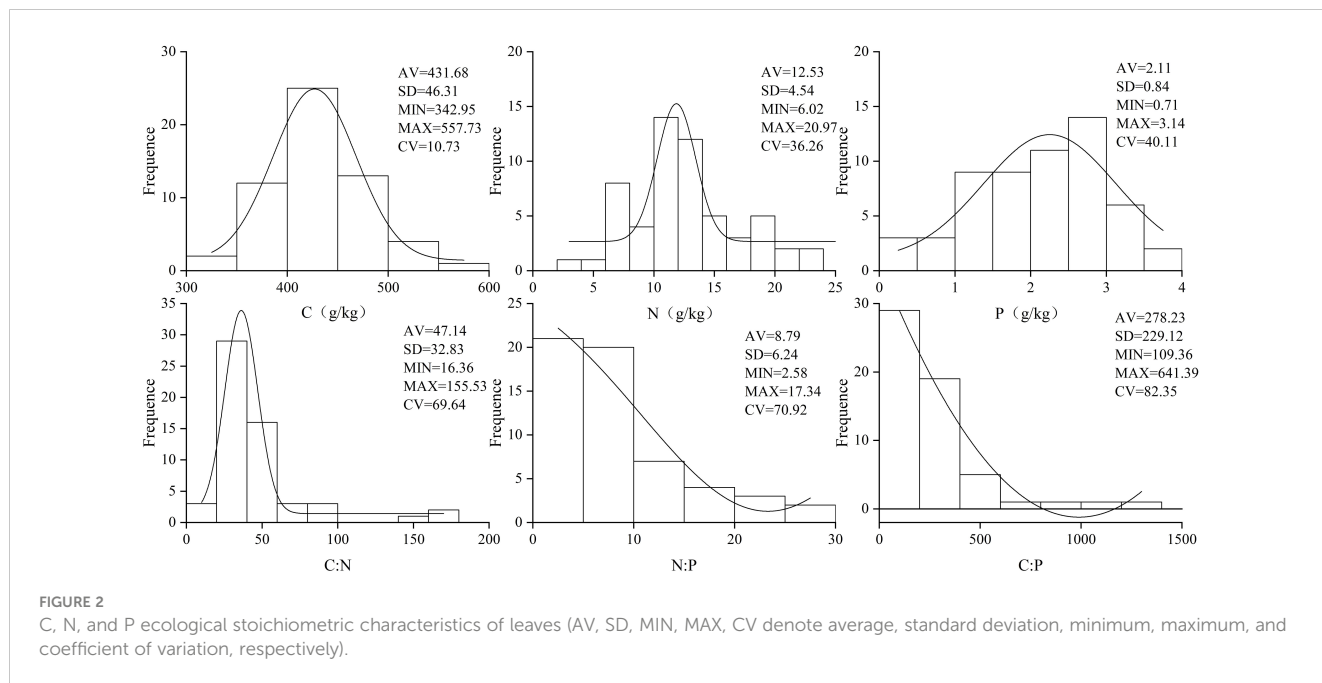 30
20
10
0
Frequence
AV=431.68
SD=46.31
MIN=342.95
MAX=557.73
CV=10.73
300 400 500 600
C（g/kg）
20
15
10
5
0
Frequence
AV=12.53
SD=4.54
MIN=6.02
MAX=20.97
CV=36.26
0 5 10 15 20 25
N（g/kg）
20
15
10
5
0
Frequence
AV=2.11
SD=0.84
MIN=0.71
MAX=3.14
CV=40.11
0 1 2 3 4
P（g/kg）
35
30
25
20
15
10
5
0
Frequence
AV=47.14
SD=32.83
MIN=16.36
MAX=155.53
CV=69.64
0 50 100 150 200
C:N
25
20
15
10
5
0
Frequence
AV=8.79
SD=6.24
MIN=2.58
MAX=17.34
CV=70.92
0 10 20 30
N:P
30
20
10
0
Frequence
AV=278.23
SD=229.12
MIN=109.36
MAX=641.39
CV=82.35
0 500 1000 1500
C:P
FIGURE 2
C, N, and P ecological stoichiometric characteristics of leaves (AV, SD, MIN, MAX, CV denote average, standard deviation, minimum, maximum, and
coefficient of variation, respectively).